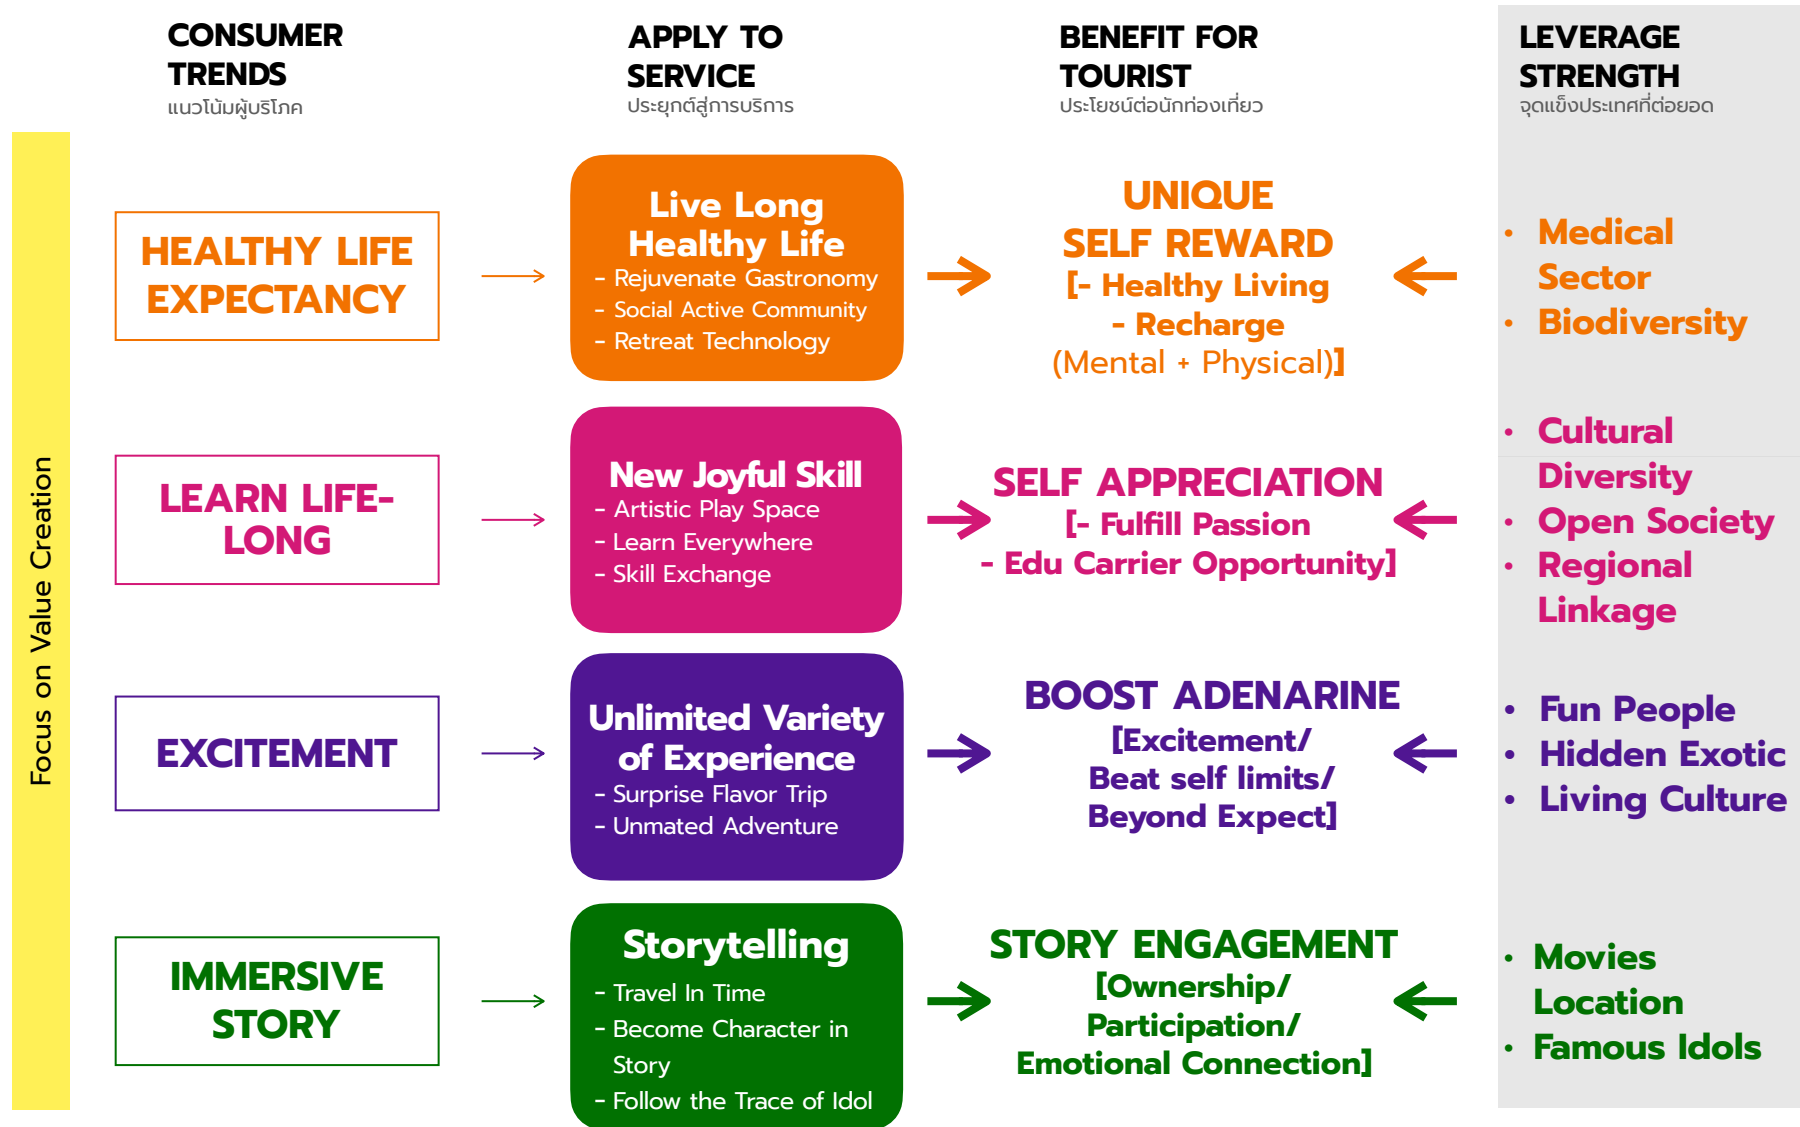 CONSUMER
TRENDS
แนวโน้มผู้บริโภค
APPLY TO
SERVICE
ประยุกต์สู่การบริการ
BENEFIT FOR
TOURIST
ประโยชน์ต่อนักท่องเที่ยว
LEVERAGE
STRENGTH
จุดแข็งประเทศที่ต่อยอด
Focus on Value Creation
HEALTHY LIFE
EXPECTANCY
Live Long
Healthy Life
- Rejuvenate Gastronomy
- Social Active Community
- Retreat Technology
UNIQUE
SELF REWARD
[- Healthy Living
- Recharge
(Mental + Physical)]
• Medical
Sector
• Biodiversity
LEARN LIFE-
LONG
New Joyful Skill
- Artistic Play Space
- Learn Everywhere
- Skill Exchange
SELF APPRECIATION
[- Fulfill Passion
- Edu Carrier Opportunity]
• Cultural
Diversity
• Open Society
• Regional
Linkage
EXCITEMENT
Unlimited Variety
of Experience
- Surprise Flavor Trip
- Unmated Adventure
BOOST ADENARINE
[Excitement/
Beat self limits/
Beyond Expect]
• Fun People
• Hidden Exotic
• Living Culture
IMMERSIVE
STORY
Storytelling
- Travel In Time
- Become Character in
Story
- Follow the Trace of Idol
STORY ENGAGEMENT
[Ownership/
Participation/
Emotional Connection]
• Movies
Location
• Famous Idols